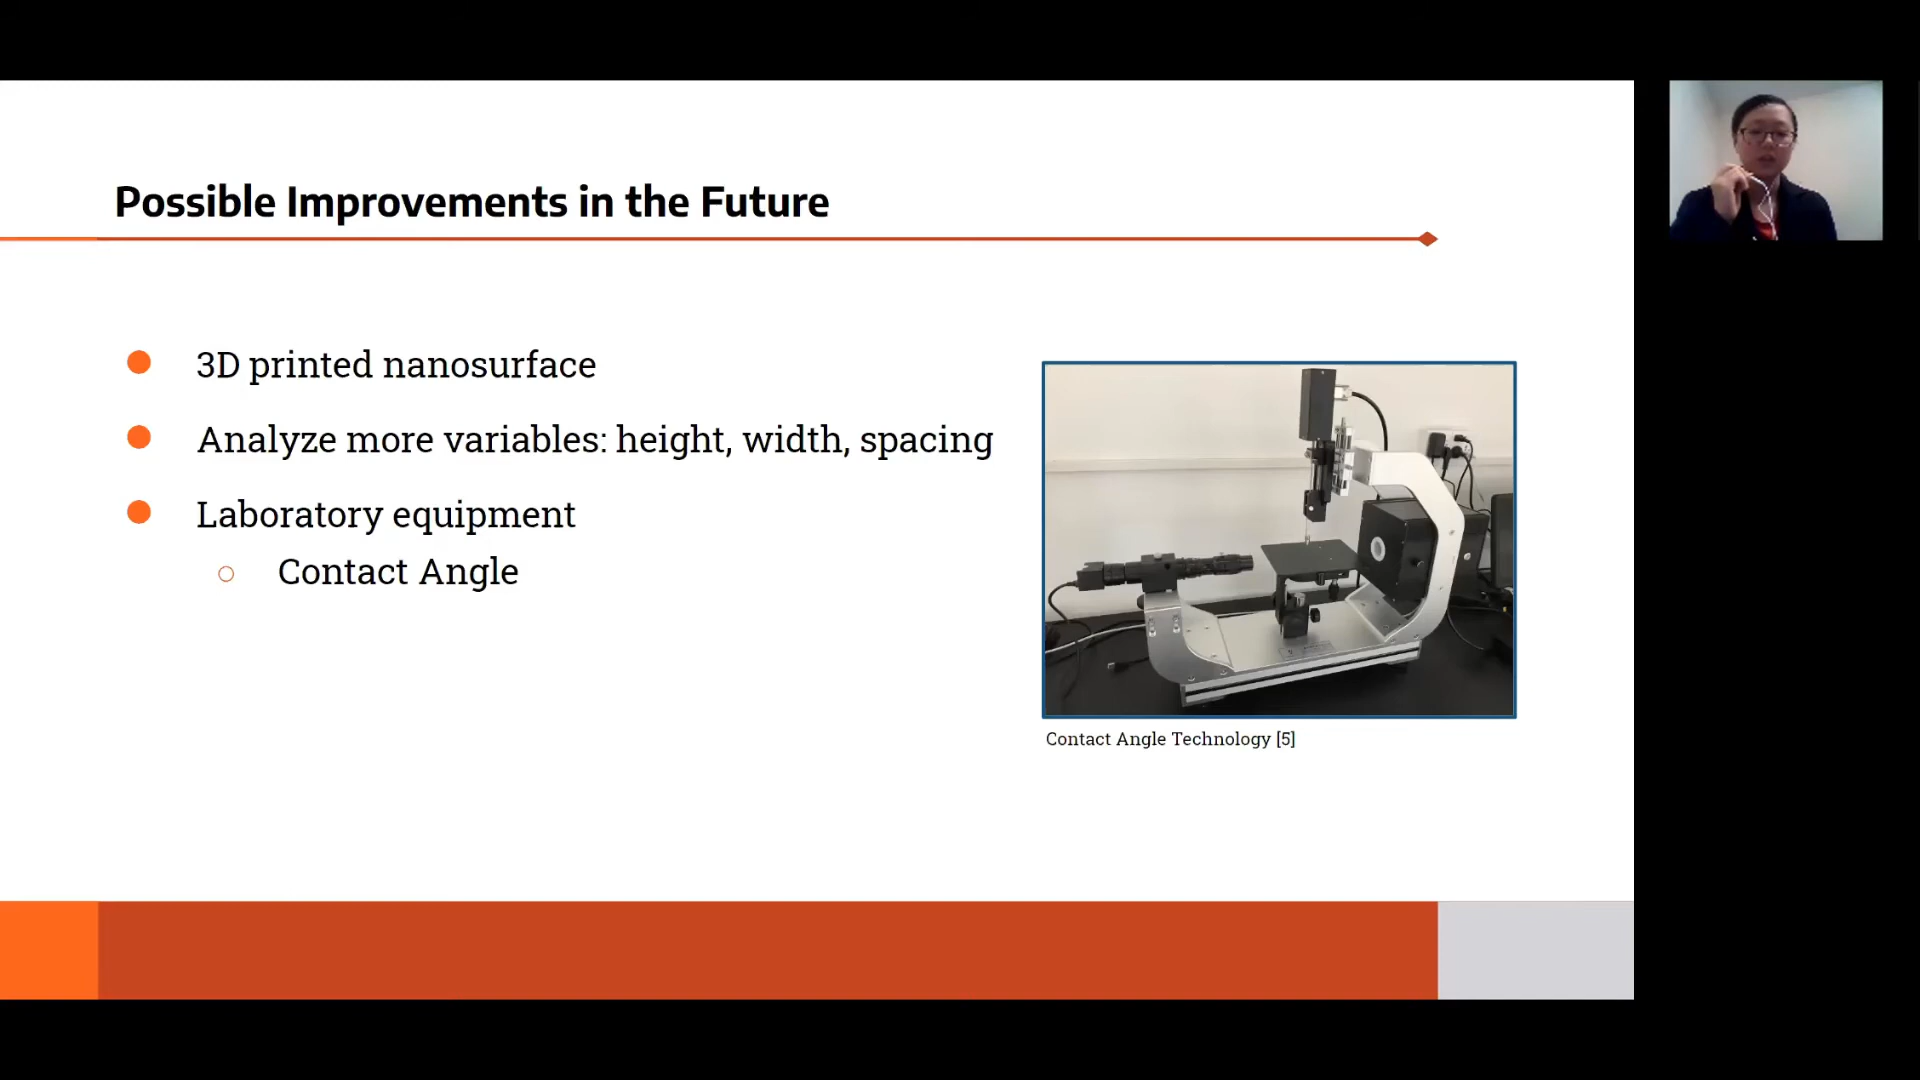 Possible Improvements in the Future
3D printed nanosurface
Analyze more variables: height, width, spacing
Laboratory equipment
Contact Angle
Contact Angle Technology [5]